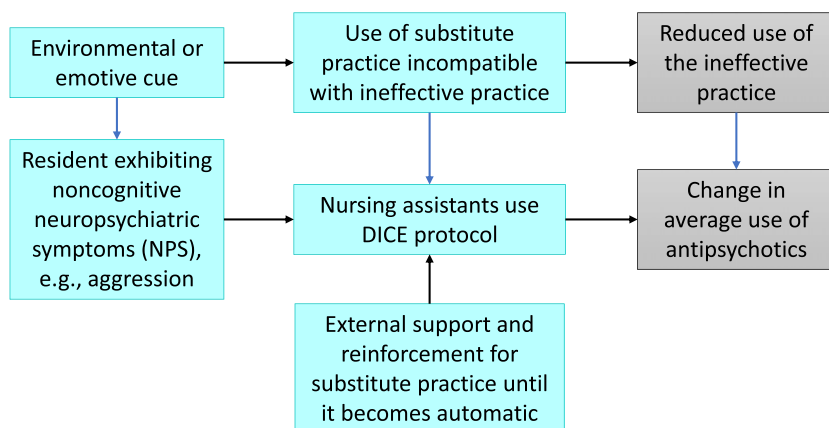 Environmental or
emotive cue
Use of substitute
practice incompatible
with ineffective practice
Reduced use of
the ineffective
practice
Resident exhibiting
noncognitive
neuropsychiatric
symptoms (NPS),
e.g., aggression
Nursing assistants use
DICE protocol
Change in
average use of
antipsychotics
External support and
reinforcement for
substitute practice until
it becomes automatic